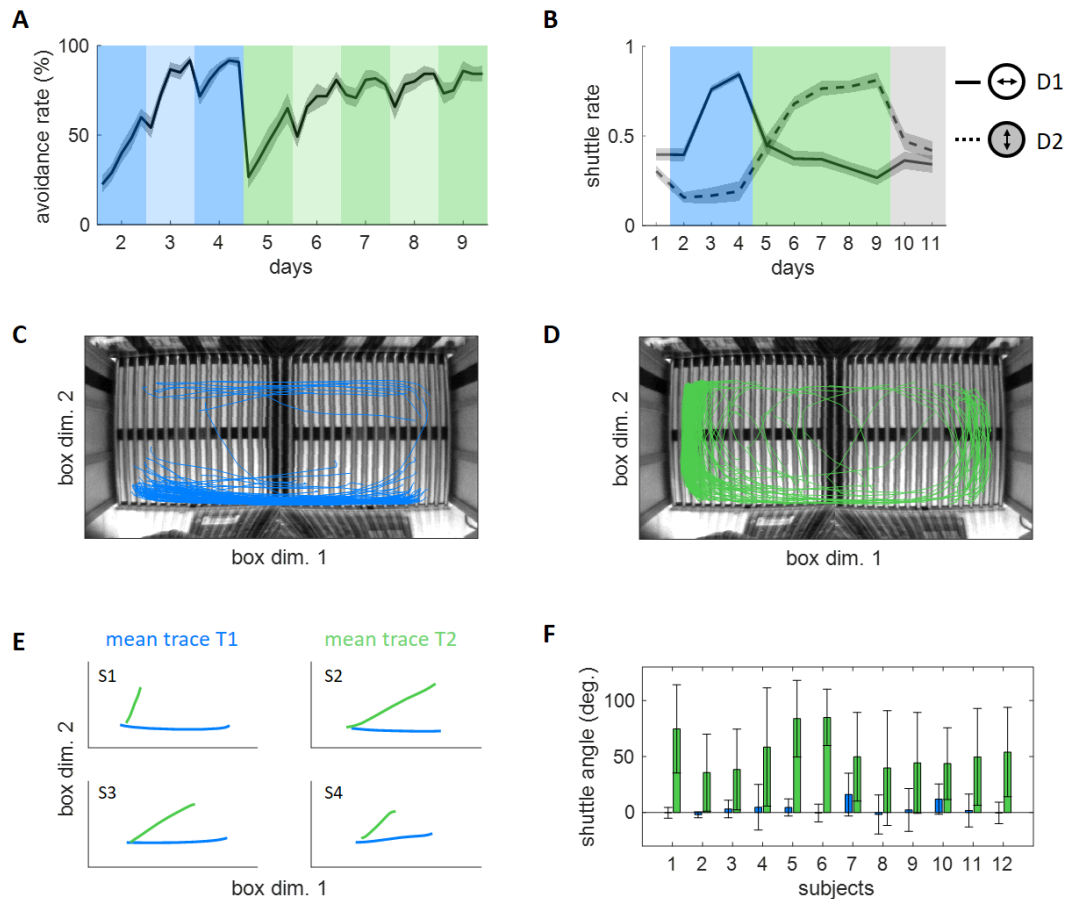 A
avoidance rate (%)
100
50
0
2 3 4 5 6 7 8 9
days
B
shuttle rate
1
0.5
0
1 2 3 4 5 6 7 8 9 10 11
days
D1
D2
C
box dim. 2
box dim. 1
D
box dim. 2
box dim. 1
E
mean trace T1 mean trace T2
S1 S2
S3 S4
box dim. 2
box dim. 1
F
shuttle angle (deg.)
100
50
0
1 2 3 4 5 6 7 8 9 10 11 12
subjects